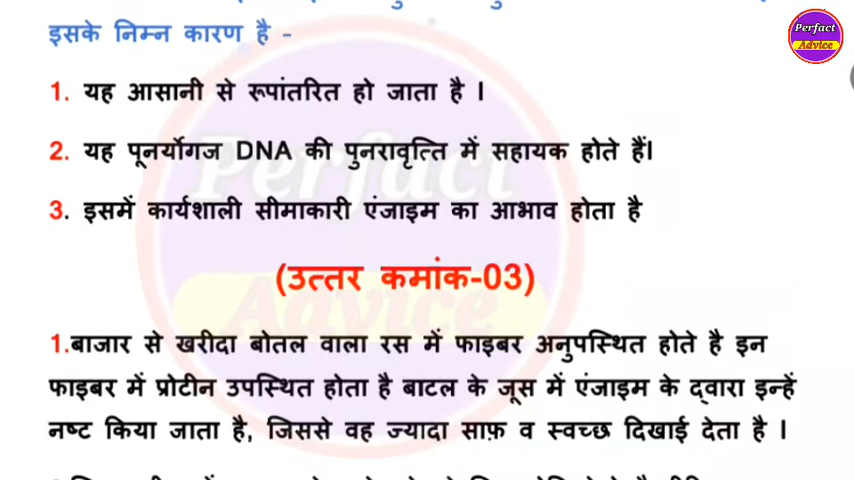 इसके निम्न कारण है -
Perfact
Advice
1. यह आसानी से रूपांतरित हो जाता है ।
2. यह पूनर्योगज DNA की पुनरावृत्ति में सहायक होते हैं।
3. इसमें कार्यशाली सीमाकारी एंजाइम का आभाव होता है
(उत्तर कमांक-03)
1.बाजार से खरीदा बोतल वाला रस में फाइबर अनुपस्थित होते है इन
फाइबर में प्रोटीन उपस्थित होता है बाटल के जूस में एंजाइम के द्वारा इन्हें
नष्ट किया जाता है, जिससे वह ज्यादा साफ़ व स्वच्छ दिखाई देता है ।
Perfact
Advice